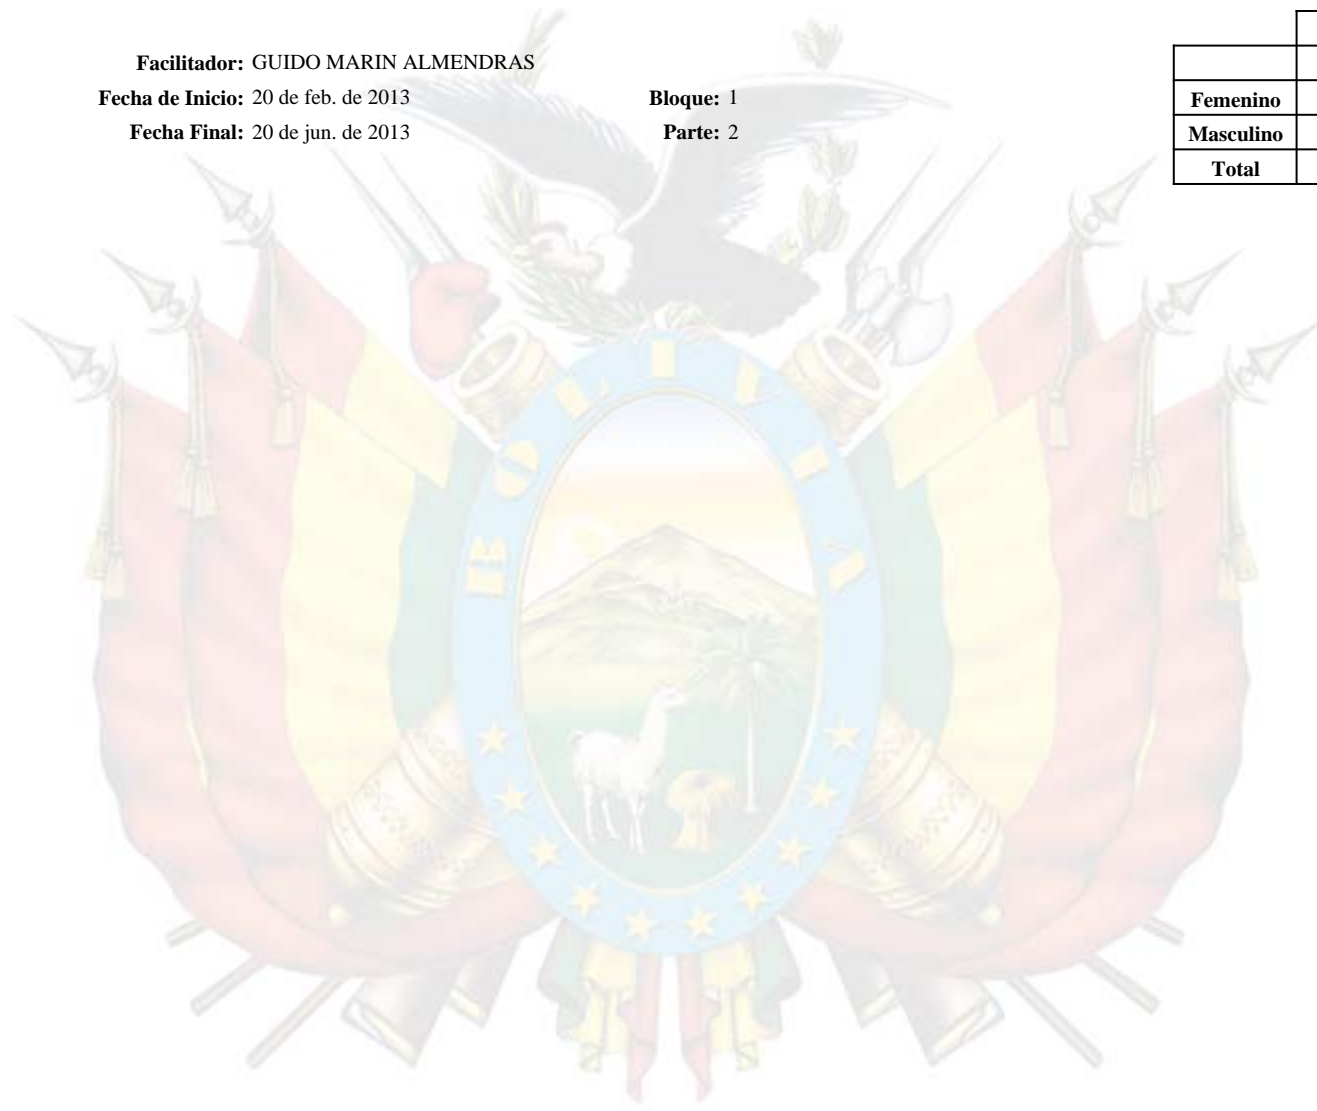 Facilitador: GUIDO MARIN ALMENDRAS
Fecha de Inicio: 20 de feb. de 2013 Bloque: 1
Fecha Final: 20 de jun. de 2013 Parte: 2
Femenino
Masculino
Total
BOLIVIA